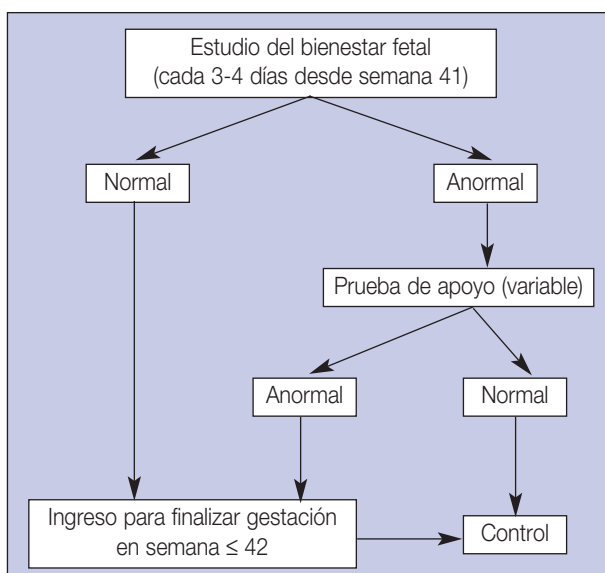 Estudio del bienestar fetal
(cada 3-4 días desde semana 41)
Normal
Anormal
Prueba de apoyo (variable)
Anormal
Normal
Ingreso para finalizar gestación
en semana ≤ 42
Control